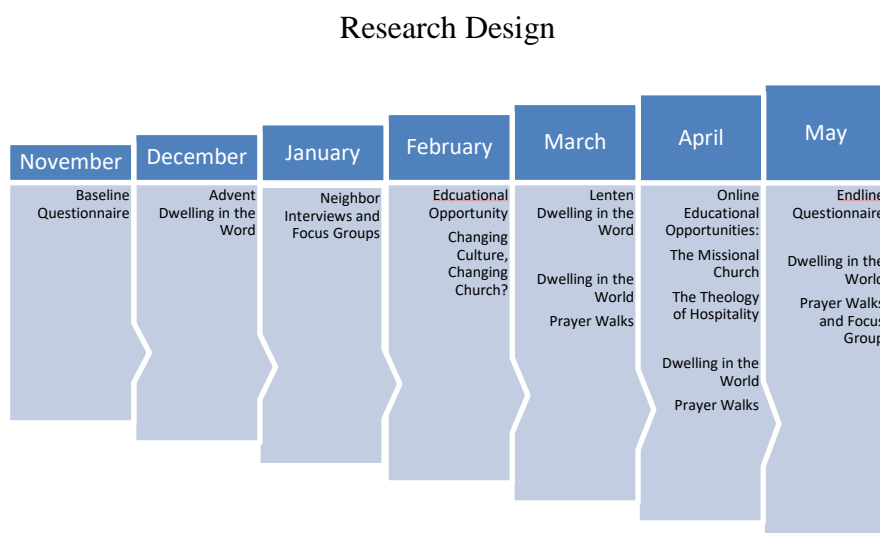 Research Design
November
Baseline
Questionnaire
December
Advent
Dwelling in the
Word
January
Neighbor
Interviews and
Focus Groups
February
Edcuational
Opportunity
Changing
Culture,
Changing
Church?
March
Lenten
Dwelling in the
Word
Dwelling in the
World
Prayer Walks
April
Online
Educational
Opportunities:
The Missional
Church
The Theology
of Hospitality
Dwelling in the
World
Prayer Walks
May
Endline
Questionnaire
Dwelling in the
World
Prayer Walks
and Focus
Group